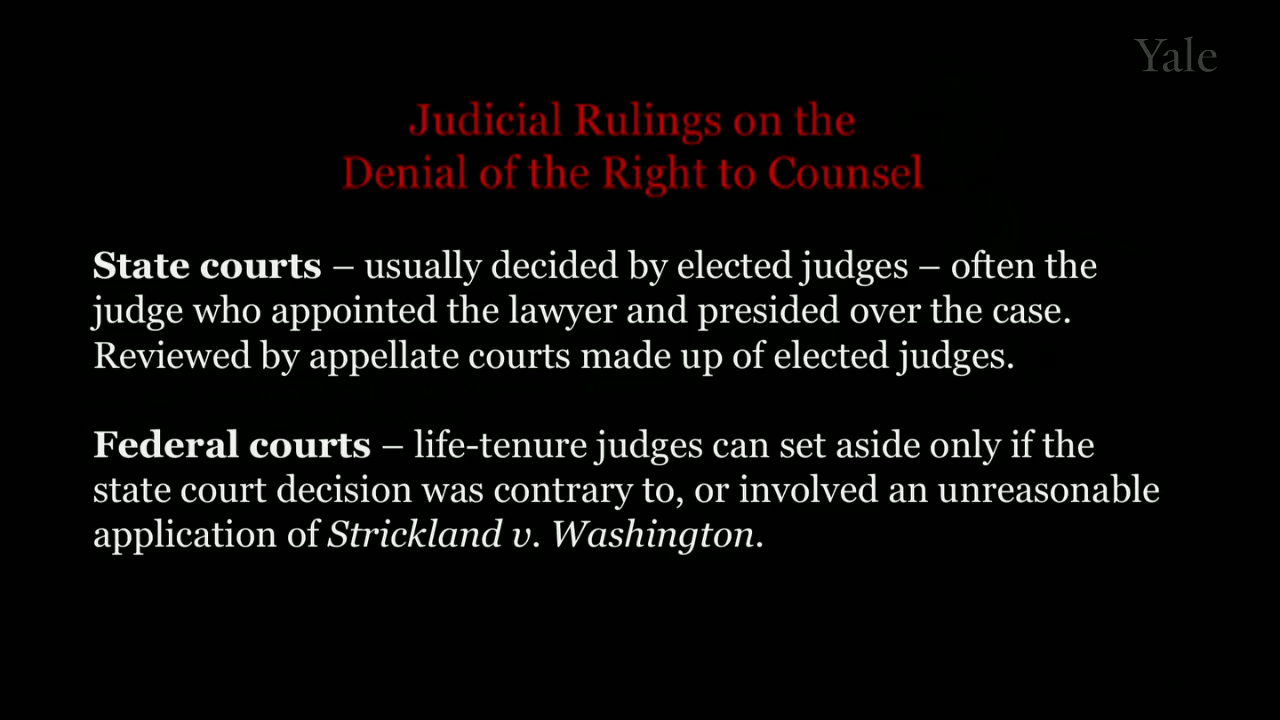 Yale
Judicial Rulings on the
Denial of the Right to Counsel
State courts – usually decided by elected judges – often the
judge who appointed the lawyer and presided over the case.
Reviewed by appellate courts made up of elected judges.
Federal courts – life-tenure judges can set aside only if the
state court decision was contrary to, or involved an unreasonable
application of Strickland v. Washington.